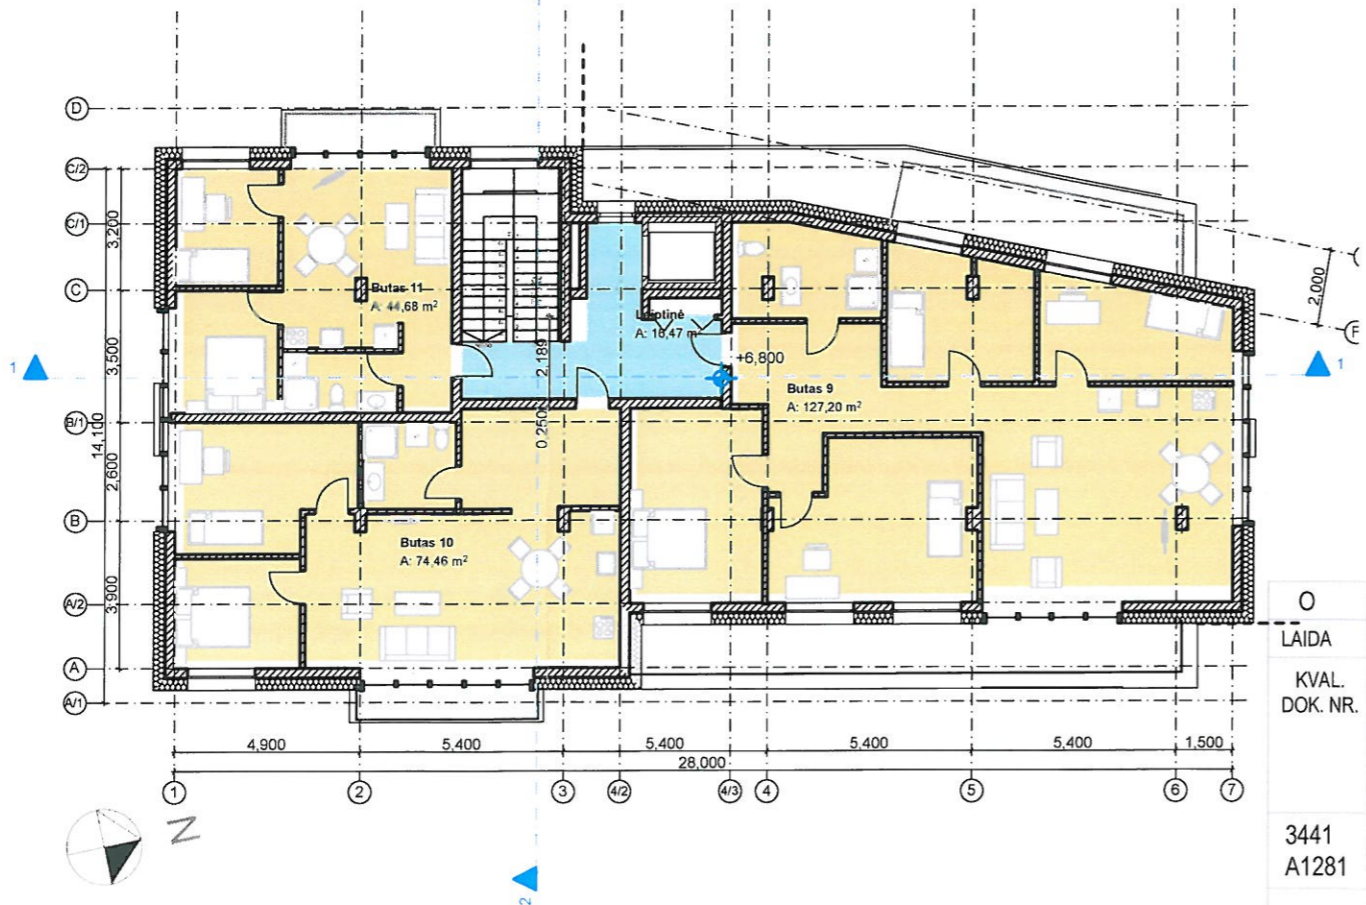 D
C/2
C/1
C
B/1
B
A/2
A
A/1
3,200
3,500
2,600
3,900
14,100
1
1
Butas 11
A: 44,68 m²
Laiptinė
A: 16,47 m²
+6,800
2,189
0,250
Butas 9
A: 127,20 m²
Butas 10
A: 74,46 m²
2,000
F
4,900
5,400
5,400
5,400
5,400
1,500
28,000
1
2
3
4/2
4/3
4
5
6
7
N
2
O
LAIDA
KVAL.
DOK. NR.
3441
A1281